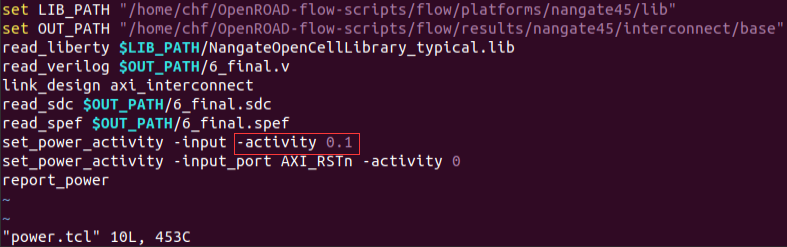 set LIB_PATH "/home/chf/OpenROAD-flow-scripts/flow/platforms/nangate45/lib"
set OUT_PATH "/home/chf/OpenROAD-flow-scripts/flow/results/nangate45/interconnect/base"
read_liberty $LIB_PATH/NangateOpenCellLibrary_typical.lib
read_verilog $OUT_PATH/6_final.v
link_design axi_interconnect
read_sdc $OUT_PATH/6_final.sdc
read_spef $OUT_PATH/6_final.spef
set_power_activity -input -activity 0.1
set_power_activity -input_port AXI_RSTn -activity 0
report_power
~
~
"power.tcl" 10L, 453C